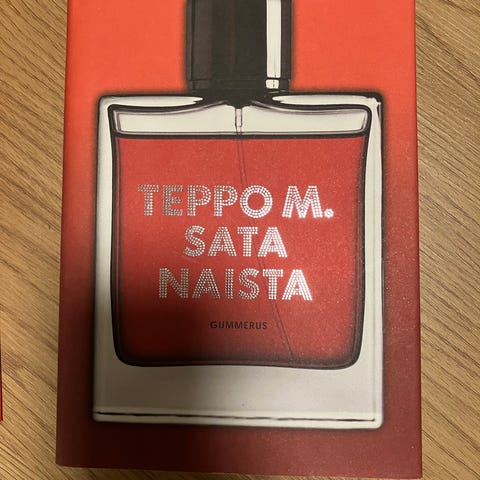 TEPPO M.
SATA
NAISTA
GUMMERUS